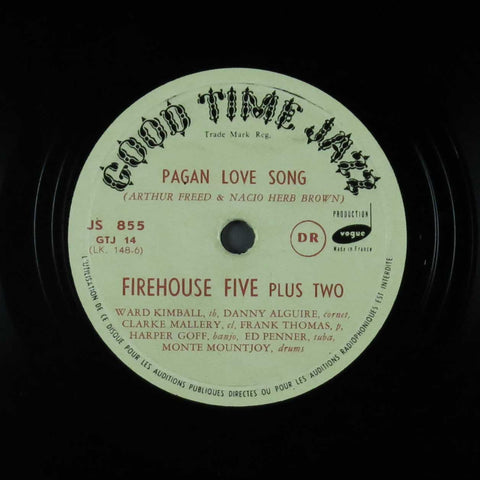 GOOD TIME JAZZ
Trade Mark Reg.
PAGAN LOVE SONG
(ARTHUR FREED & NACIO HERB BROWN)
JS 855
GTJ 14
(LK. 148-6)
DR
PRODUCTION
vogue
Made in France
FIREHOUSE FIVE PLUS TWO
WARD KIMBALL, tb, DANNY ALGUIRE, cornet,
CLARKE MALLERY, cl, FRANK THOMAS, p,
HARPER GOFF, banjo, ED PENNER, tuba,
MONTE MOUNTJOY, drums
L'UTILISATION DE CE DISQUE POUR LES AUDITIONS PUBLIQUES DIRECTES OU POUR LES AUDITIONS RADIOPHONIQUES EST INTERDITE